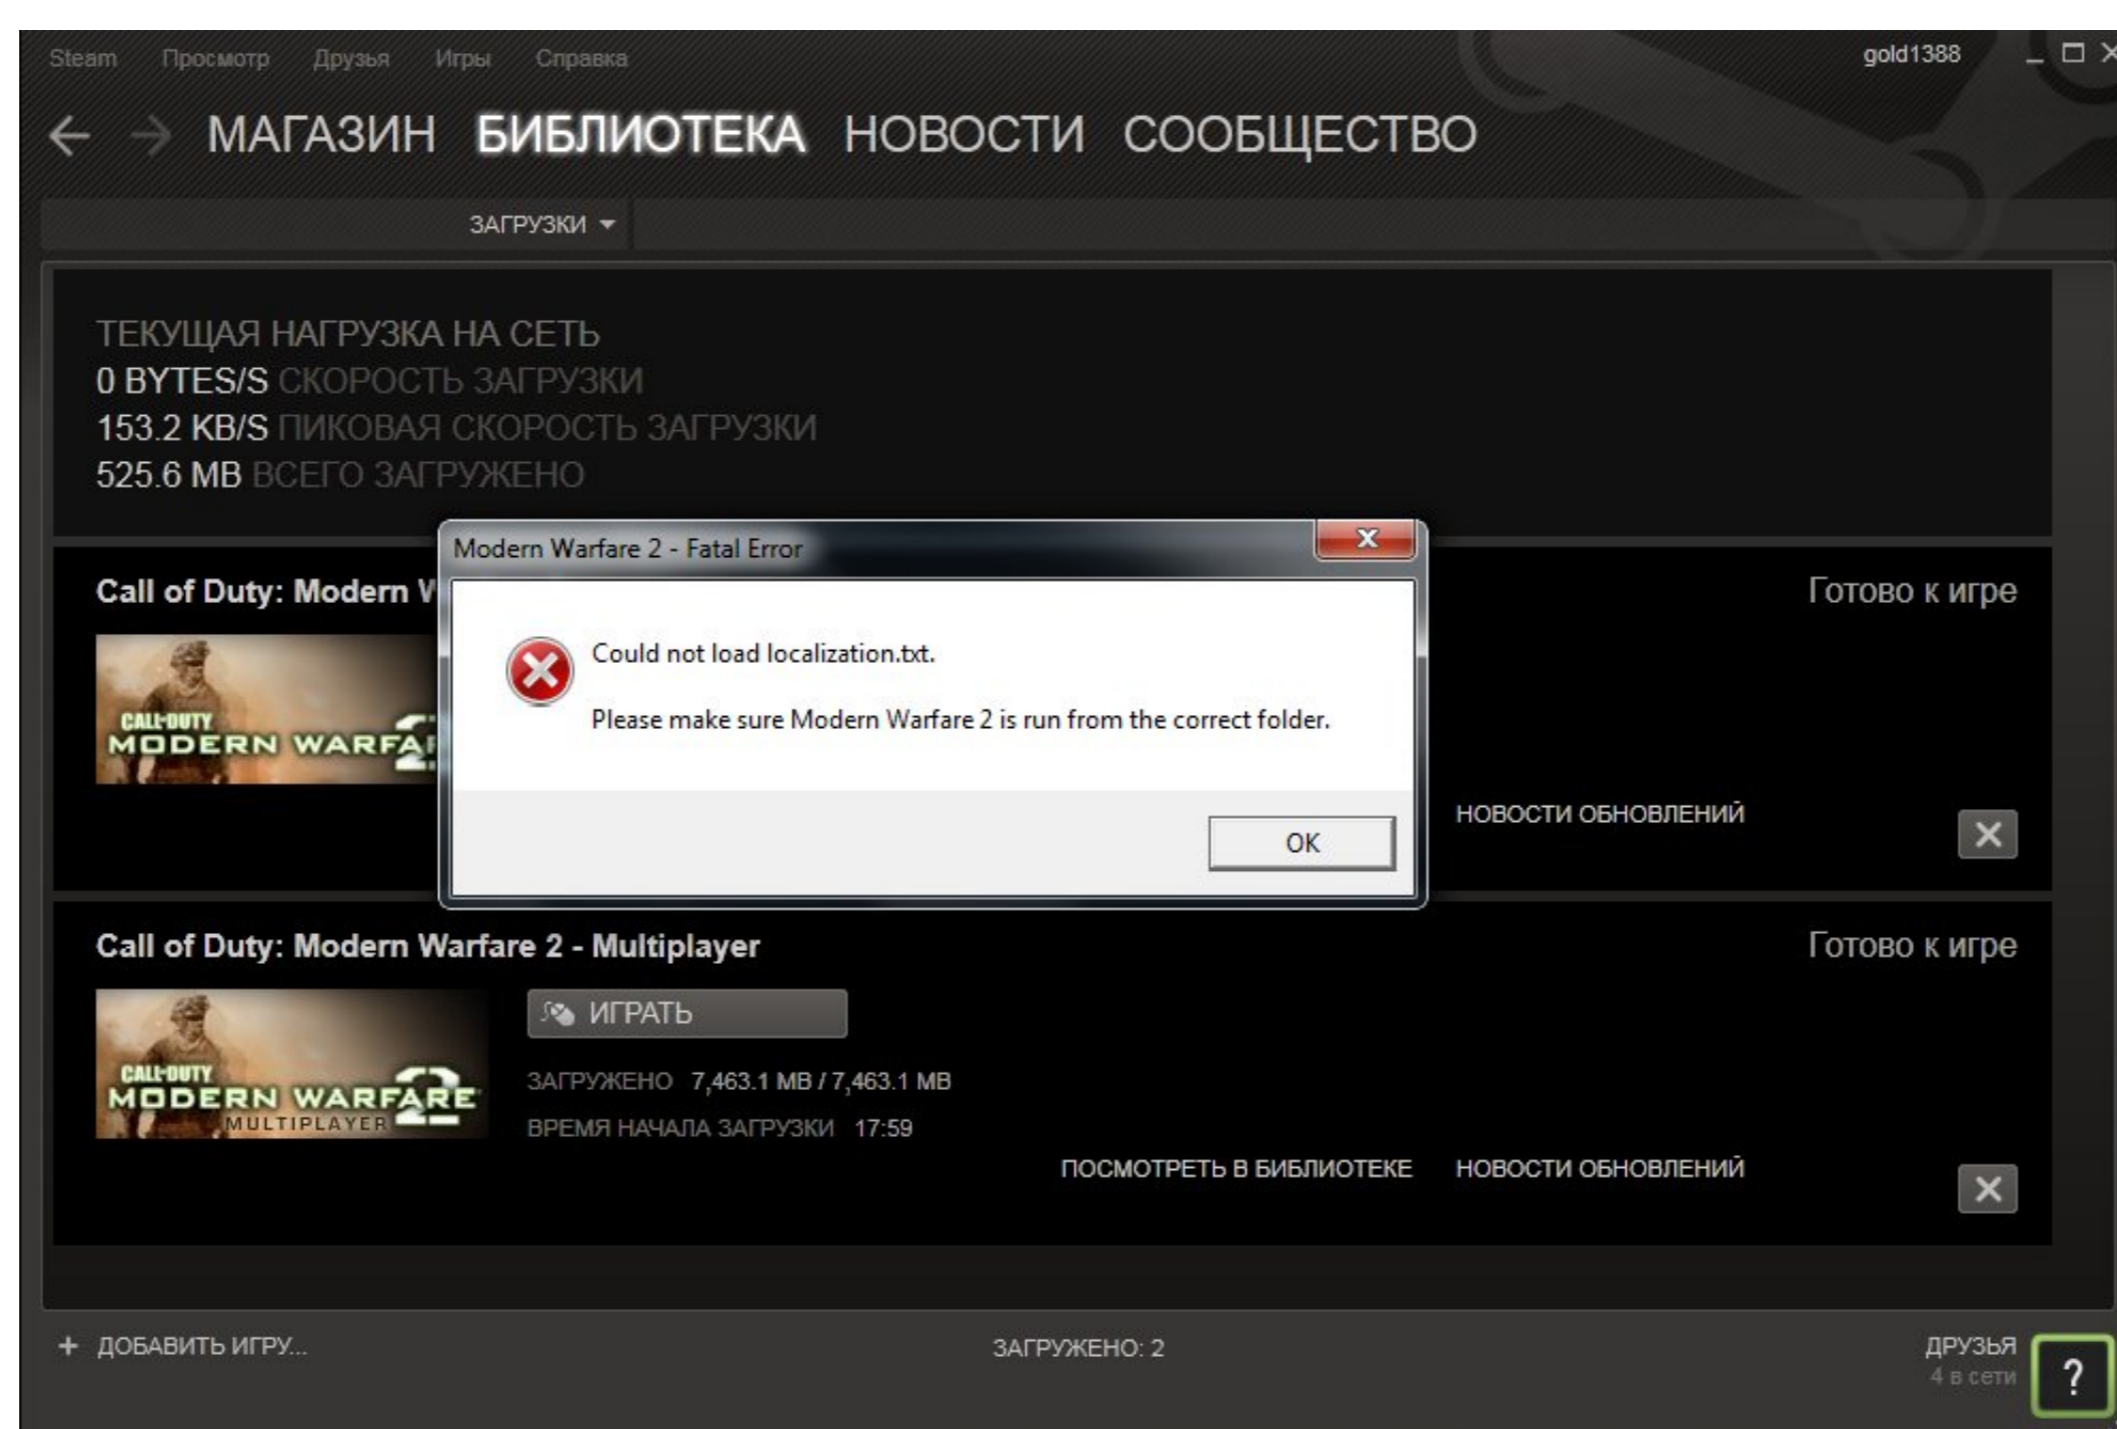 Steam Просмотр Друзья Игры Справка gold1388
МАГАЗИН БИБЛИОТЕКА НОВОСТИ СООБЩЕСТВО
ЗАГРУЗКИ
ТЕКУЩАЯ НАГРУЗКА НА СЕТЬ
0 BYTES/S СКОРОСТЬ ЗАГРУЗКИ
153.2 KB/S ПИКОВАЯ СКОРОСТЬ ЗАГРУЗКИ
525.6 MB ВСЕГО ЗАГРУЖЕНО
Modern Warfare 2 - Fatal Error
Could not load localization.txt.
Please make sure Modern Warfare 2 is run from the correct folder.
OK
Call of Duty: Modern Готово к игре
CALL OF DUTY
MODERN 2
НОВОСТИ ОБНОВЛЕНИЙ
Call of Duty: Modern Warfare 2 - Multiplayer Готово к игре
ИГРАТЬ
CALL OF DUTY
MODERN WARFARE 2
MULTIPLAYER
ЗАГРУЖЕНО 7,463.1 MB / 7,463.1 MB
ВРЕМЯ НАЧАЛА ЗАГРУЗКИ 17:59
ПОСМОТРЕТЬ В БИБЛИОТЕКЕ НОВОСТИ ОБНОВЛЕНИЙ
+ ДОБАВИТЬ ИГРУ... ЗАГРУЖЕНО: 2 ДРУЗЬЯ
4 в сети
?